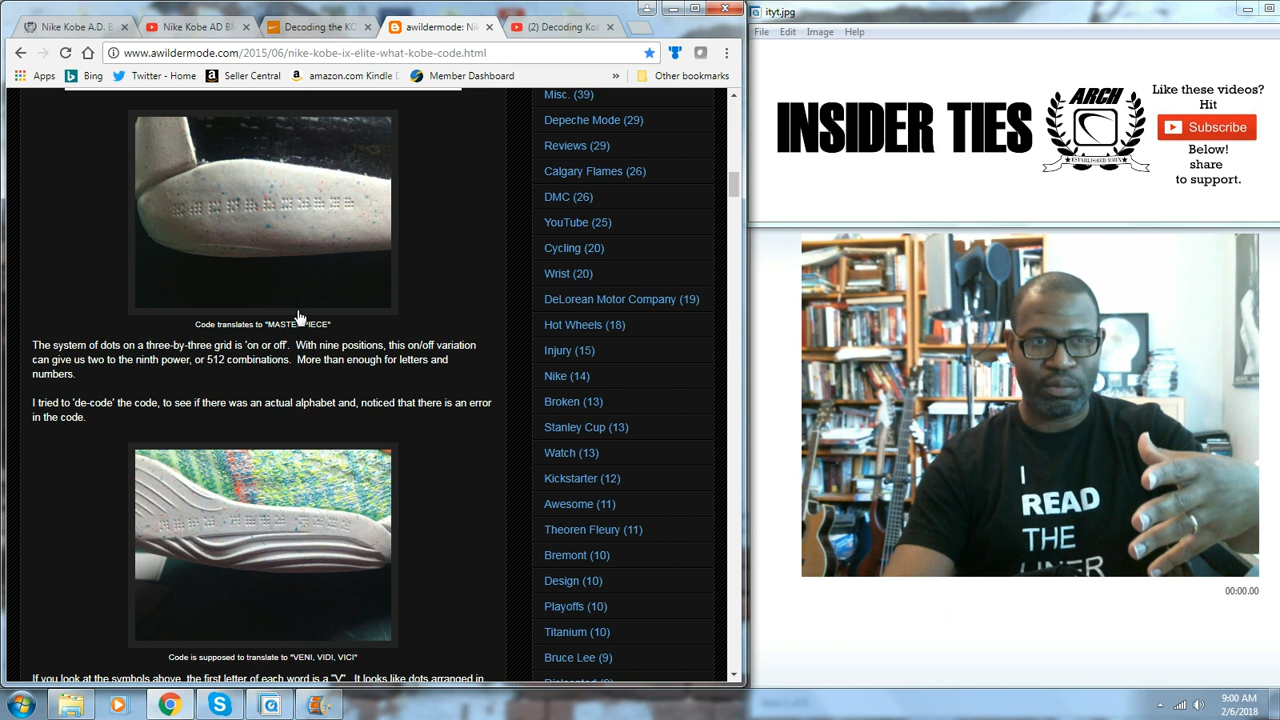 Nike Kobe AD, B
Nike Kobe AD BM
Decoding the KO
awildermode: Ni
(2) Decoding Kob
www.awildermode.com/2015/06/nike-kobe-ix-elite-what-kobe-code.html
Apps
Bing
Twitter - Home
Seller Central
amazon.com Kindle
Member Dashboard
»
Other bookmarks
Code translates to "MASTERPIECE"
The system of dots on a three-by-three grid is 'on or off'. With nine positions, this on/off variation
can give us two to the ninth power, or 512 combinations. More than enough for letters and
numbers.
I tried to 'de-code' the code, to see if there was an actual alphabet and, noticed that there is an error
in the code.
Code is supposed to translate to "VENI, VIDI, VICI"
If you look at the symbols above, the first letter of each word is a "V". It looks like dots arranged in
Misc. (39)
Depeche Mode (29)
Reviews (29)
Calgary Flames (26)
DMC (26)
YouTube (25)
Cycling (20)
Wrist (20)
DeLorean Motor Company (19)
Hot Wheels (18)
Injury (15)
Nike (14)
Broken (13)
Stanley Cup (13)
Watch (13)
Kickstarter (12)
Awesome (11)
Theoren Fleury (11)
Bremont (10)
Design (10)
Playoffs (10)
Titanium (10)
Bruce Lee (9)
ityt.jpg
File Edit Image Help
INSIDER TIES
ARCH
Like these videos?
Hit
Subscribe
Below!
share
to support.
I
READ
THE
LINER
00:00.00
9:00 AM
2/6/2018